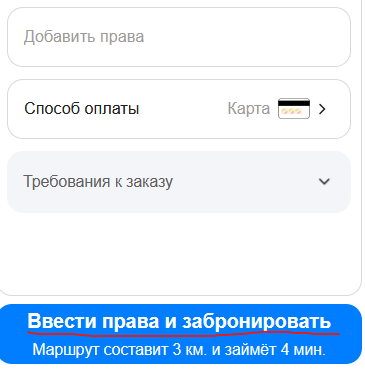 Добавить права
Способ оплаты Карта
Требования к заказу
Ввести права и забронировать
Маршрут составит 3 км. и займёт 4 мин.